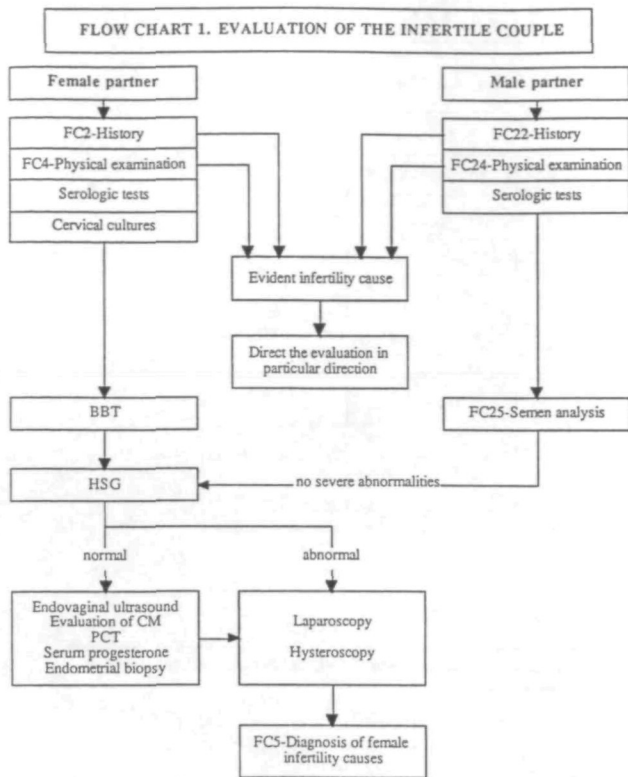 FLOW CHART 1. EVALUATION OF THE INFERTILE COUPLE
Female partner
Male partner
FC2-History
FC4-Physical examination
Serologic tests
Cervical cultures
FC22-History
FC24-Physical examination
Serologic tests
Evident infertility cause
Direct the evaluation in
particular direction
BBT
FC25-Semen analysis
HSG
no severe abnormalities
normal
abnormal
Endovaginal ultrasound
Evaluation of CM
PCT
Serum progesterone
Endometrial biopsy
Laparoscopy
Hysteroscopy
FC5-Diagnosis of female
infertility causes